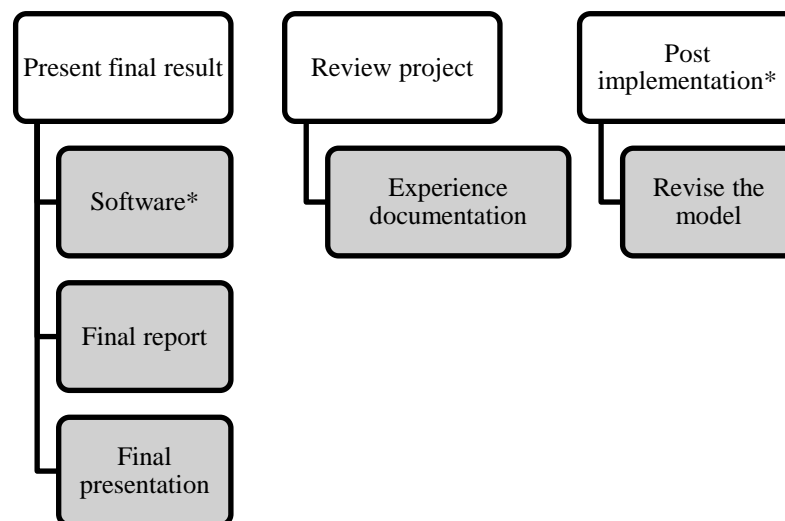 Present final result
Software*
Final report
Final
presentation
Review project
Experience
documentation
Post
implementation*
Revise the
model